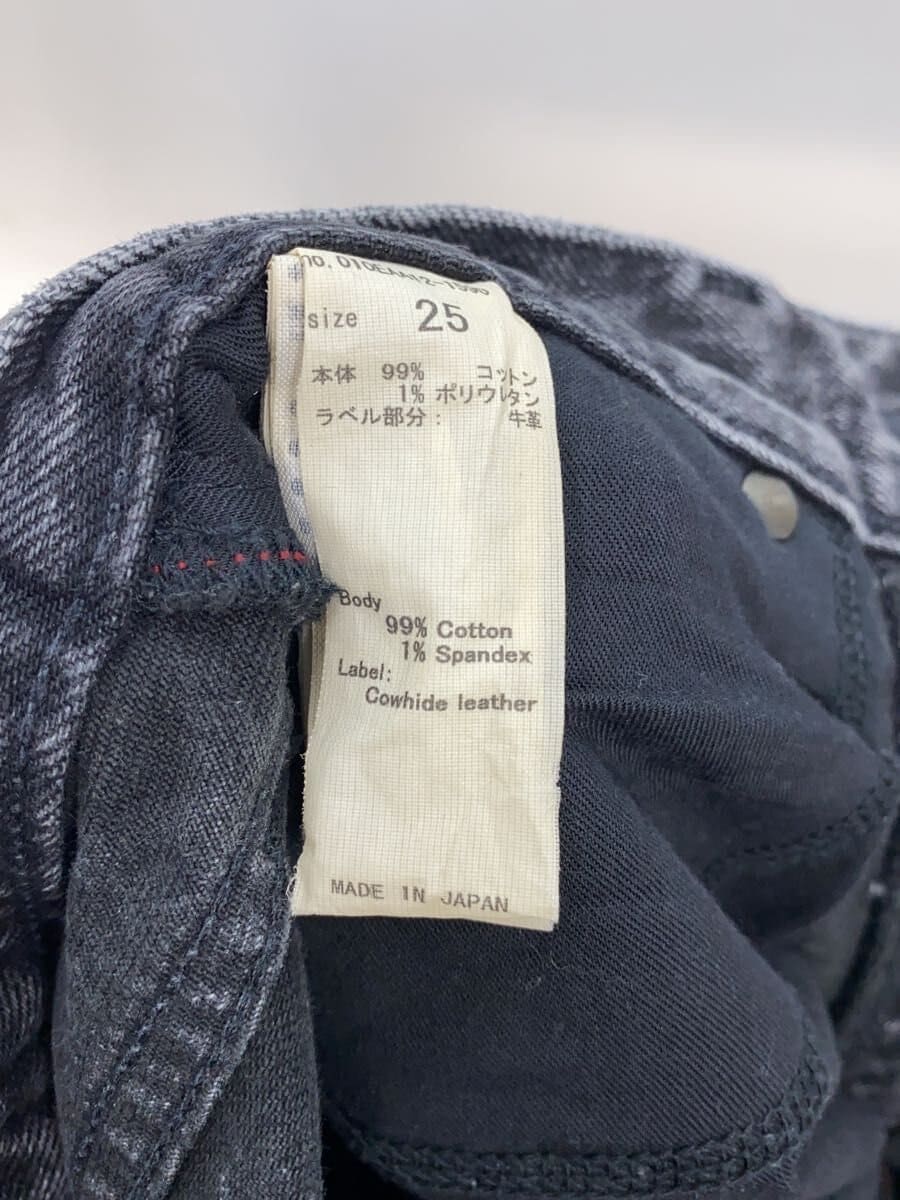 size 25
本体 99% コットン
1% ポリウレタン
ラベル部分: 牛革
Body
99% Cotton
1% Spandex
Label:
Cowhide leather
MADE IN JAPAN